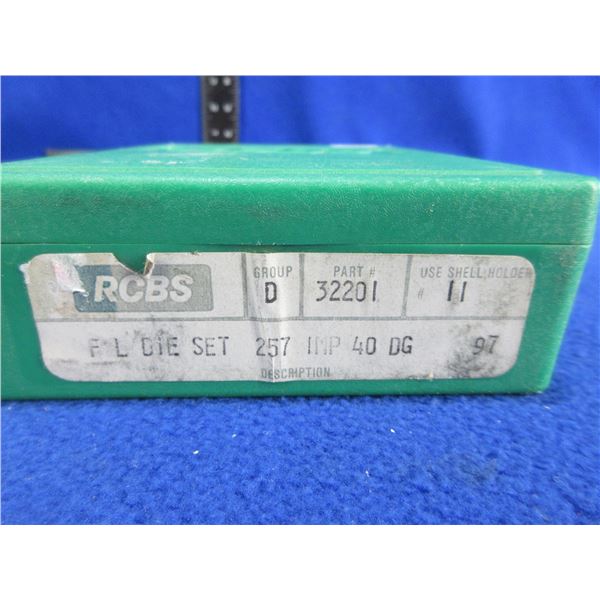 RCBS
GROUP
D
PART #
32201
USE SHELL HOLDER
# 11
F L DIE SET 257 IMP 40 DG 97
DESCRIPTION